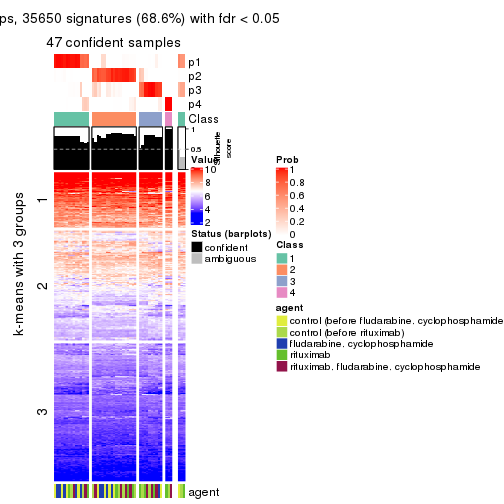 ps, 35650 signatures (68.6%) with fdr < 0.05
47 confident samples
p1
p2
p3
p4
Class
1
0.5
0
Silhouette
score
k-means with 3 groups
1
2
3
agent
Value
10
8
6
4
2
Status (barplots)
confident
ambiguous
Prob
1
0.8
0.6
0.4
0.2
0
Class
1
2
3
4
agent
control (before fludarabine. cyclophosphamide
control (before rituximab)
fludarabine. cyclophosphamide
rituximab
rituximab. fludarabine. cyclophosphamide